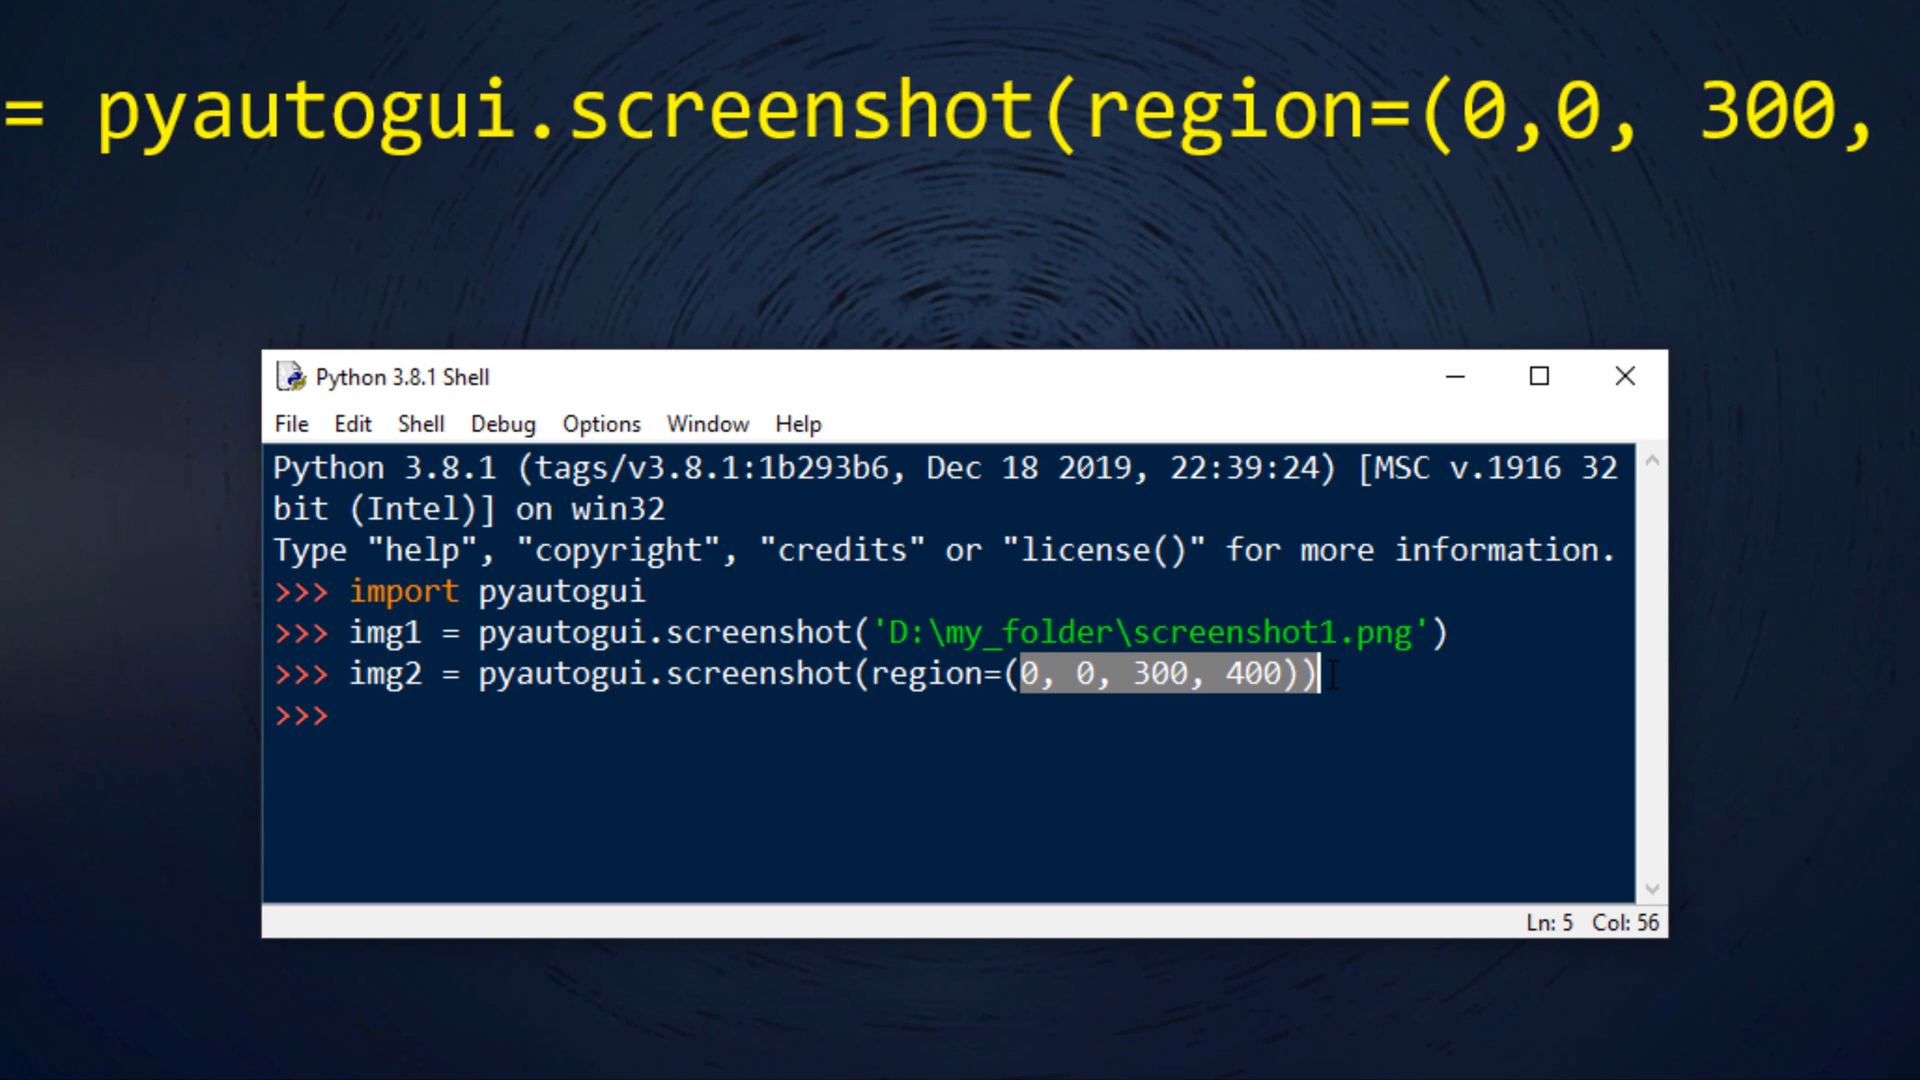 = pyautogui.screenshot(region=(0,0, 300,
Python 3.8.1 Shell
File Edit Shell Debug Options Window Help
Python 3.8.1 (tags/v3.8.1:1b293b6, Dec 18 2019, 22:39:24) [MSC v.1916 32
bit (Intel)] on win32
Type "help", "copyright", "credits" or "license()" for more information.
>>> import pyautogui
>>> img1 = pyautogui.screenshot('D:\my_folder\screenshot1.png')
>>> img2 = pyautogui.screenshot(region=(0, 0, 300, 400))
>>>
Ln: 5 Col: 56